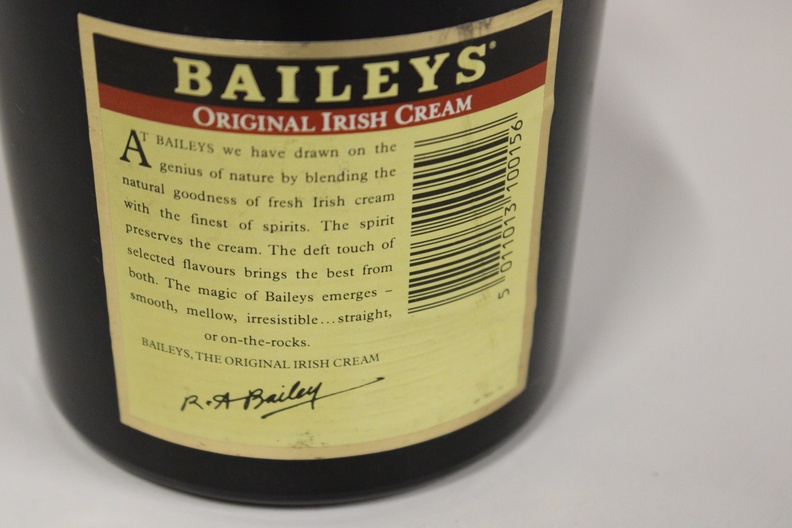 BAILEYS®
ORIGINAL IRISH CREAM
AT BAILEYS we have drawn on the
genius of nature by blending the
natural goodness of fresh Irish cream
with the finest of spirits. The spirit
preserves the cream. The deft touch of
selected flavours brings the best from
both. The magic of Baileys emerges –
smooth, mellow, irresistible...straight,
or on-the-rocks.
BAILEYS, THE ORIGINAL IRISH CREAM
R.A Bailey
5 011013 100156